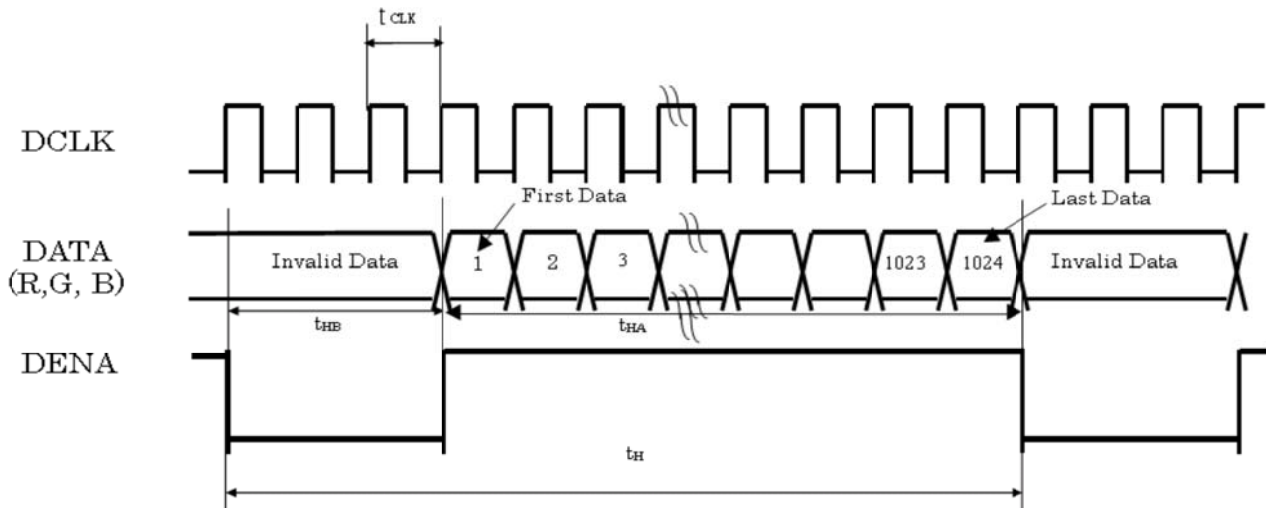 t CLK
DCLK
First Data
Last Data
DATA
(R,G, B)
Invalid Data
1
2
3
1023
1024
Invalid Data
tHB
tHA
DENA
tH